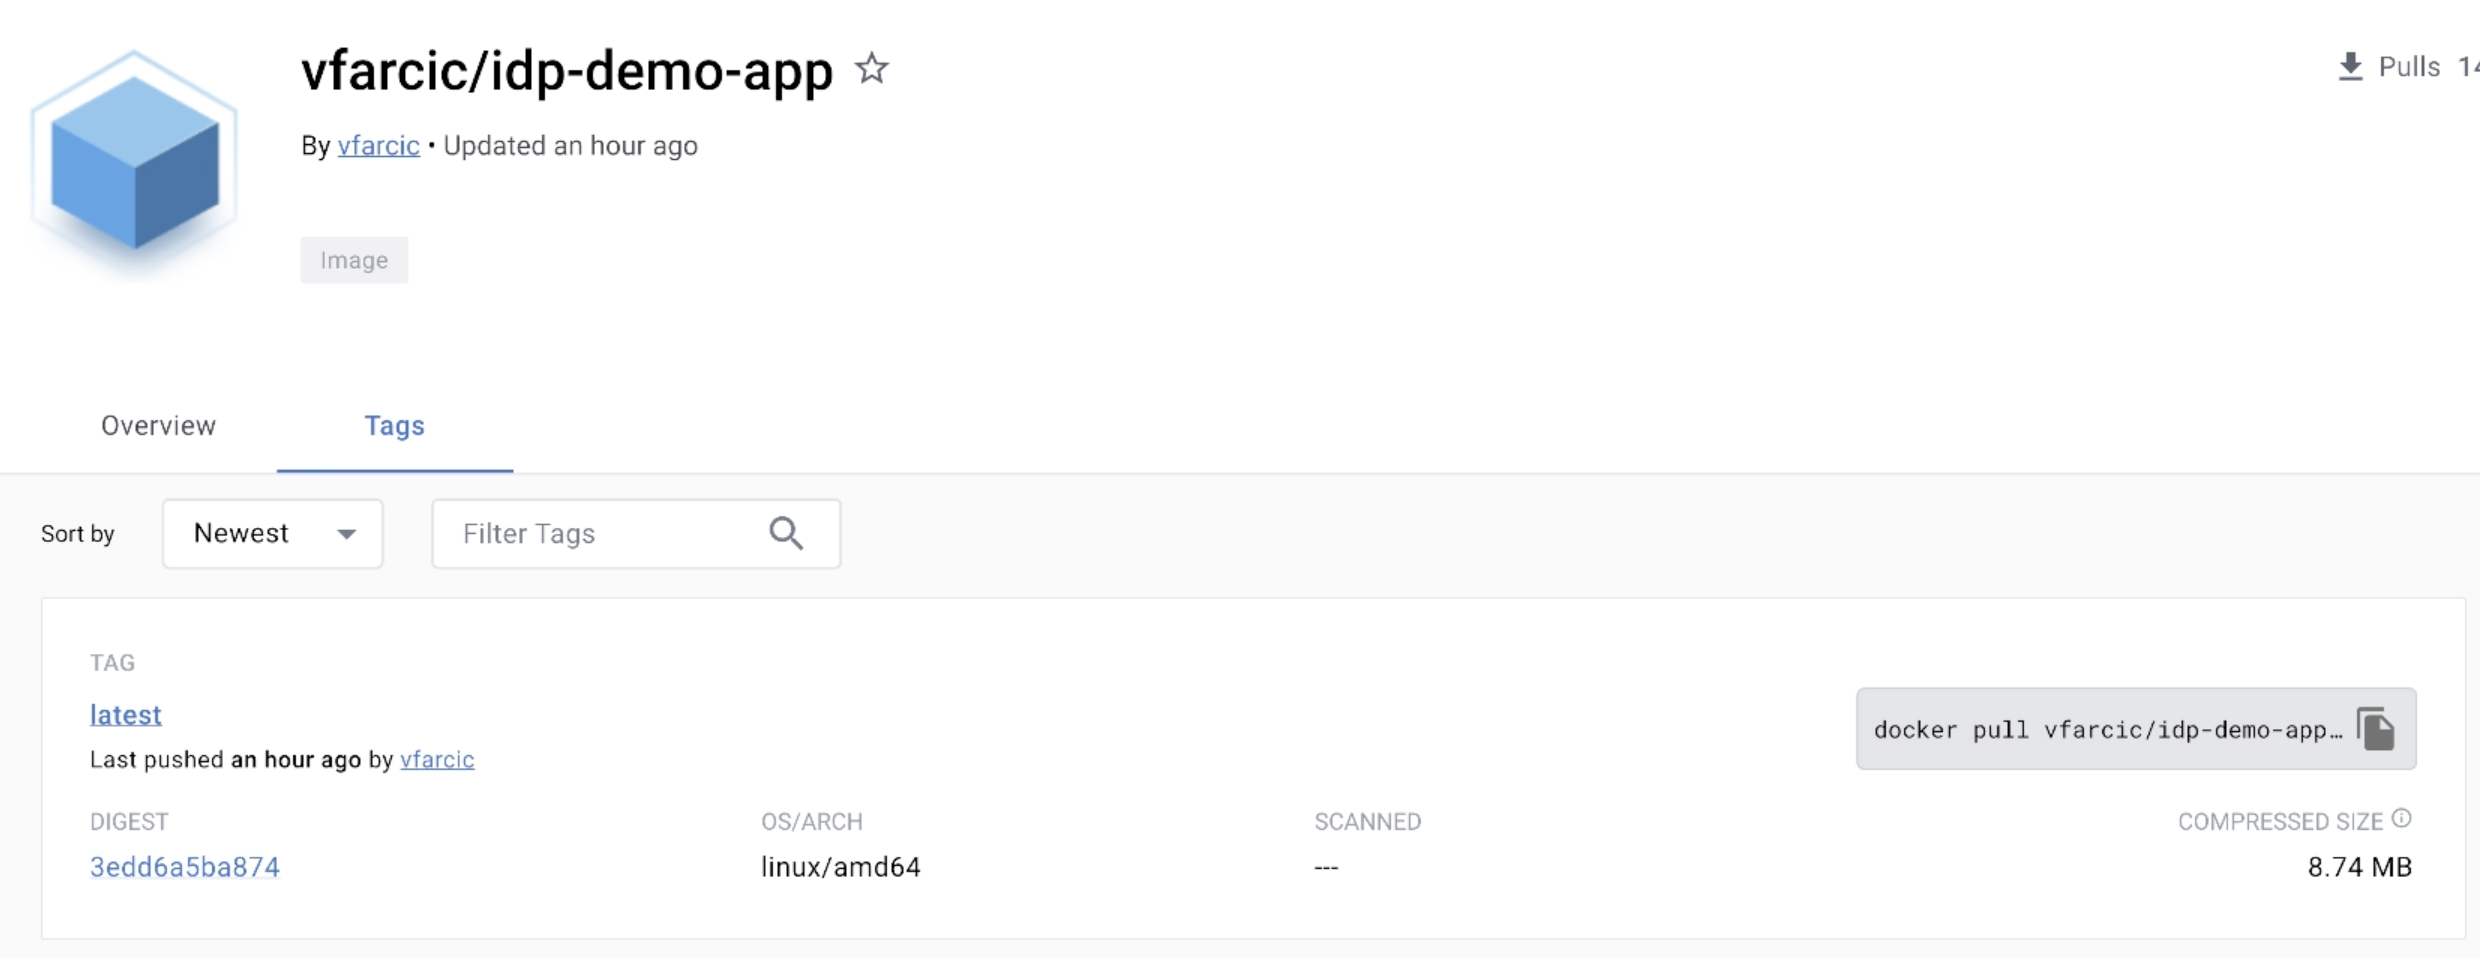 vfarcic/idp-demo-app
Pulls 14
By vfarcic • Updated an hour ago
Image
Overview Tags
Sort by Newest Filter Tags
TAG
latest
docker pull vfarcic/idp-demo-app…
Last pushed an hour ago by vfarcic
DIGEST OS/ARCH SCANNED COMPRESSED SIZE
3edd6a5ba874 linux/amd64 --- 8.74 MB